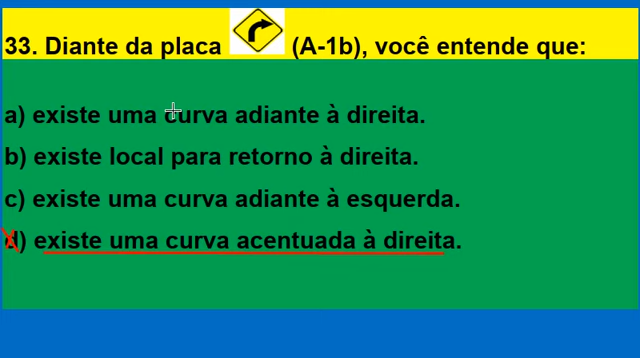 33. Diante da placa (A-1b), você entende que:
a) existe uma curva adiante à direita.
b) existe local para retorno à direita.
c) existe uma curva adiante à esquerda.
d) existe uma curva acentuada à direita.